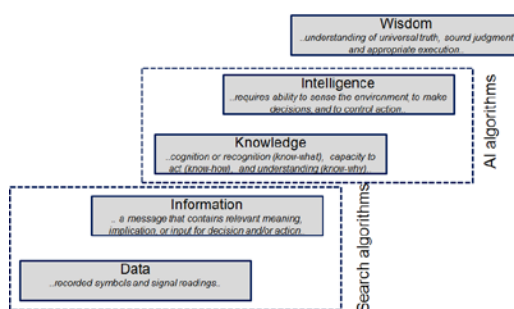 Wisdom
..understanding of universal truth, sound judgment
and appropriate execution..
Intelligence
..requires ability to sense the environment, to make
decisions, and to control action...
Knowledge
..cognition or recognition (know-what), capacity to
act (know-how), and understanding (know-why)..
AI algorithms
Information
.. a message that contains relevant meaning,
implication, or input for decision and/or action..
Data
..recorded symbols and signal readings..
Search algorithms